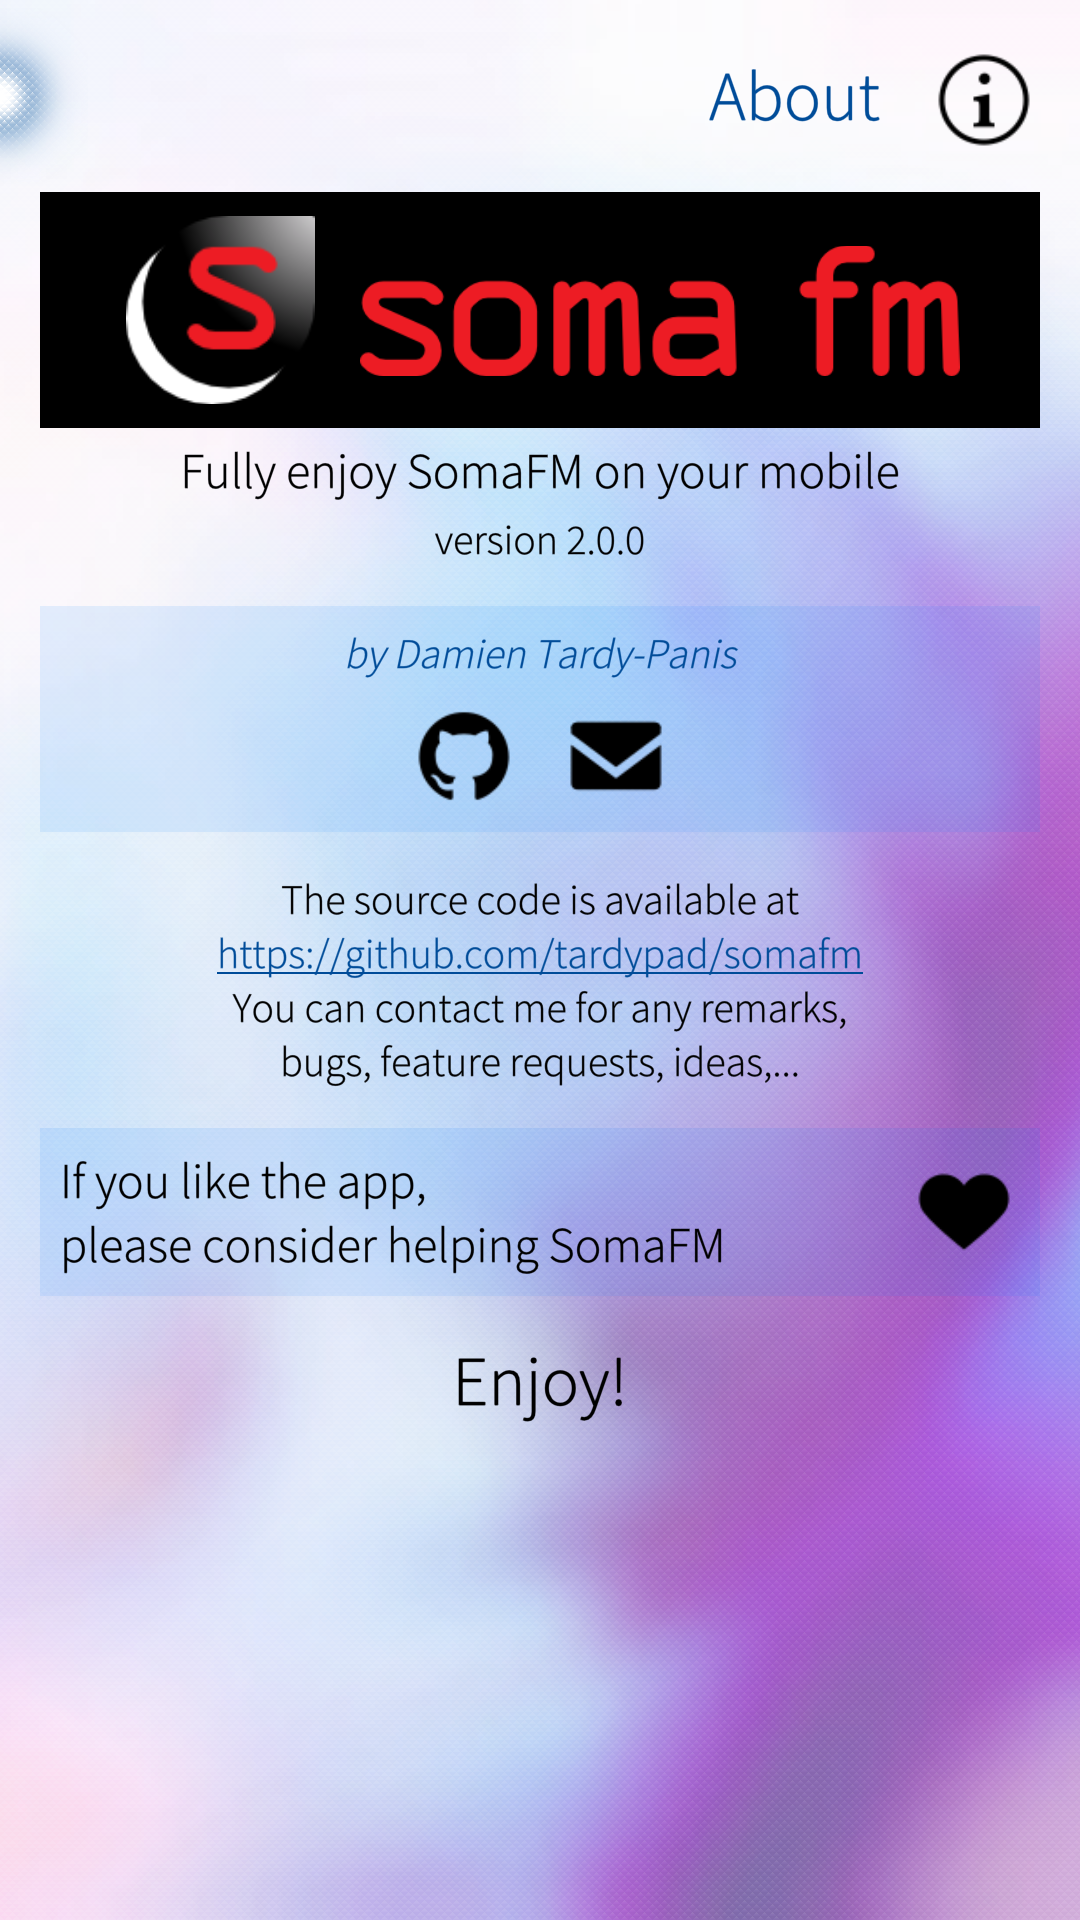 About
S soma fm
Fully enjoy SomaFM on your mobile
version 2.0.0
by Damien Tardy-Panis
The source code is available at
https://github.com/tardypad/somafm
You can contact me for any remarks,
bugs, feature requests, ideas,...
If you like the app,
please consider helping SomaFM
Enjoy!